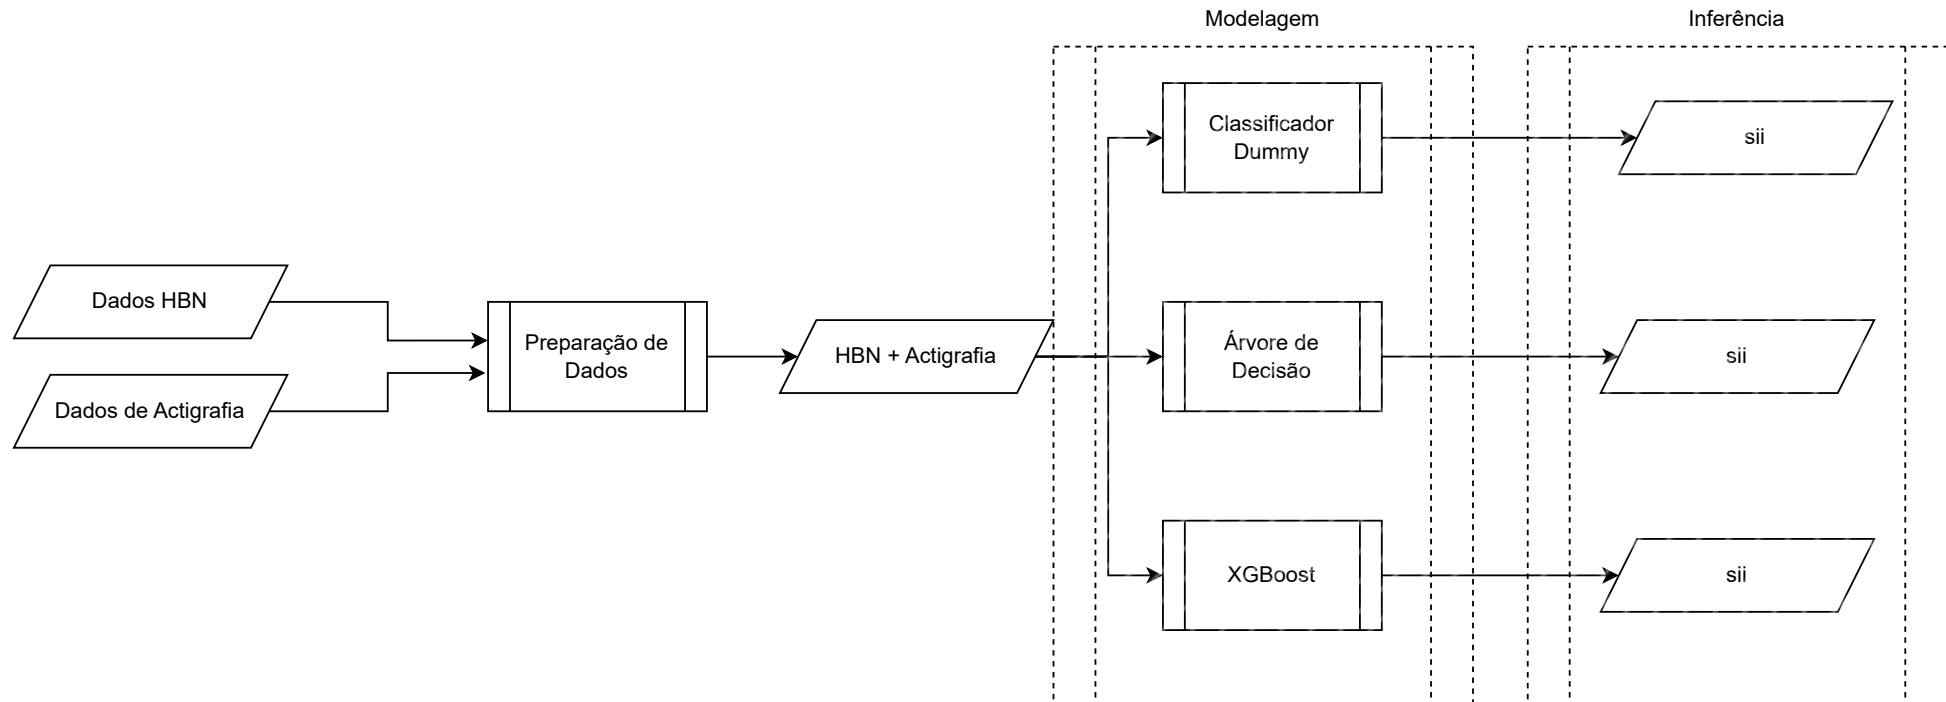 Modelagem
Inferência
Classificador
Dummy
sii
Dados HBN
Dados de Actigrafia
Preparação de
Dados
HBN + Actigrafia
Árvore de
Decisão
sii
XGBoost
sii